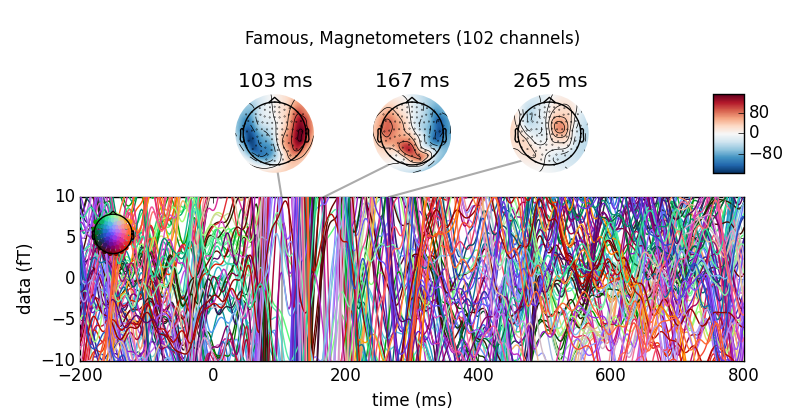 Famous, Magnetometers (102 channels)
103 ms 167 ms 265 ms
80
0
−80
10
5
0
−5
−10
data (fT)
−200 0 200 400 600 800
time (ms)